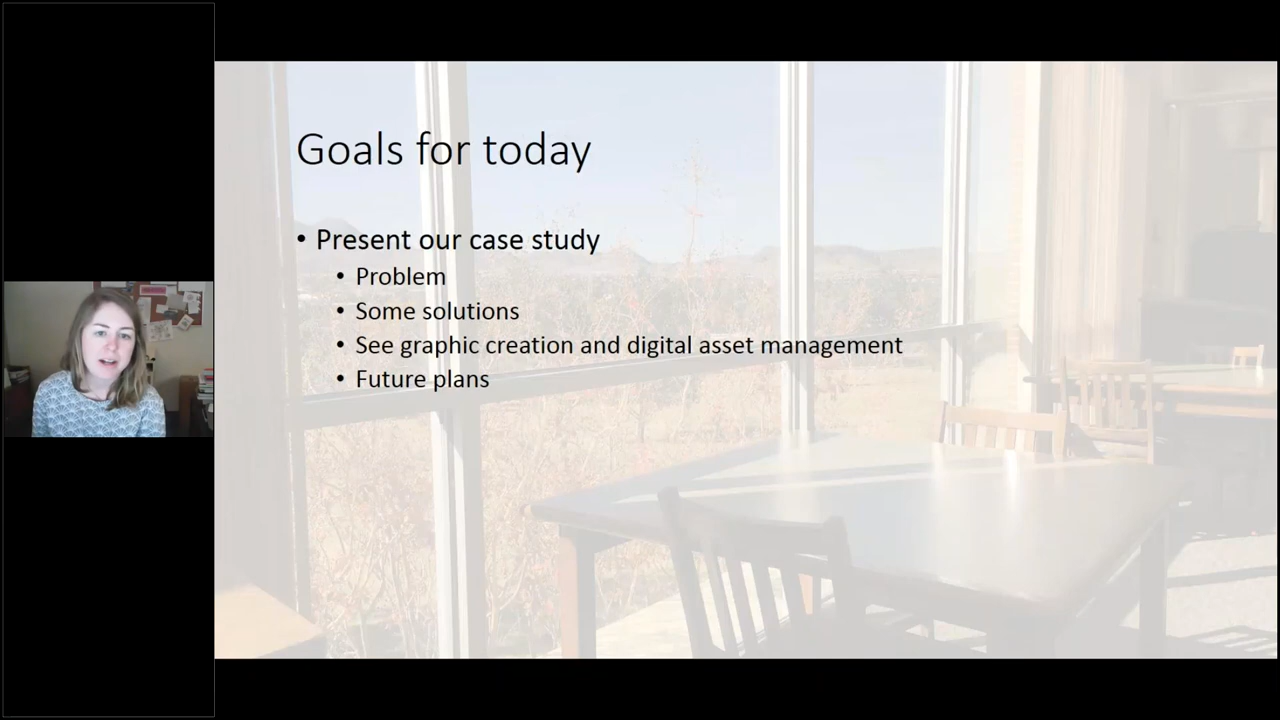 Goals for today
• Present our case study
• Problem
• Some solutions
• See graphic creation and digital asset management
• Future plans